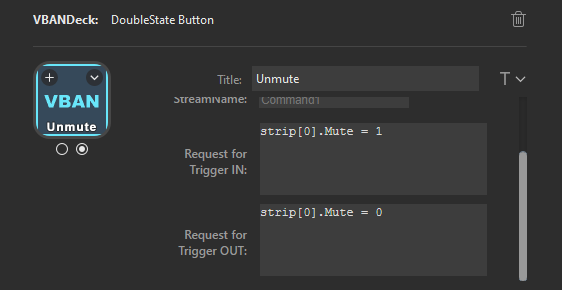 VBANDeck: DoubleState Button
VBAN
Unmute
Title: Unmute
T
StreamName: Command1
Request for
Trigger IN:
strip[0].Mute = 1
Request for
Trigger OUT:
strip[0].Mute = 0